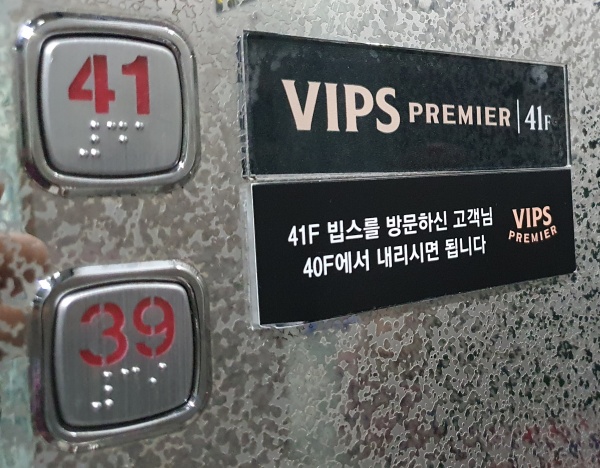 41
VIPS PREMIER | 41F
41F 빕스를 방문하신 고객님
40F에서 내리시면 됩니다
VIPS
PREMIER
39